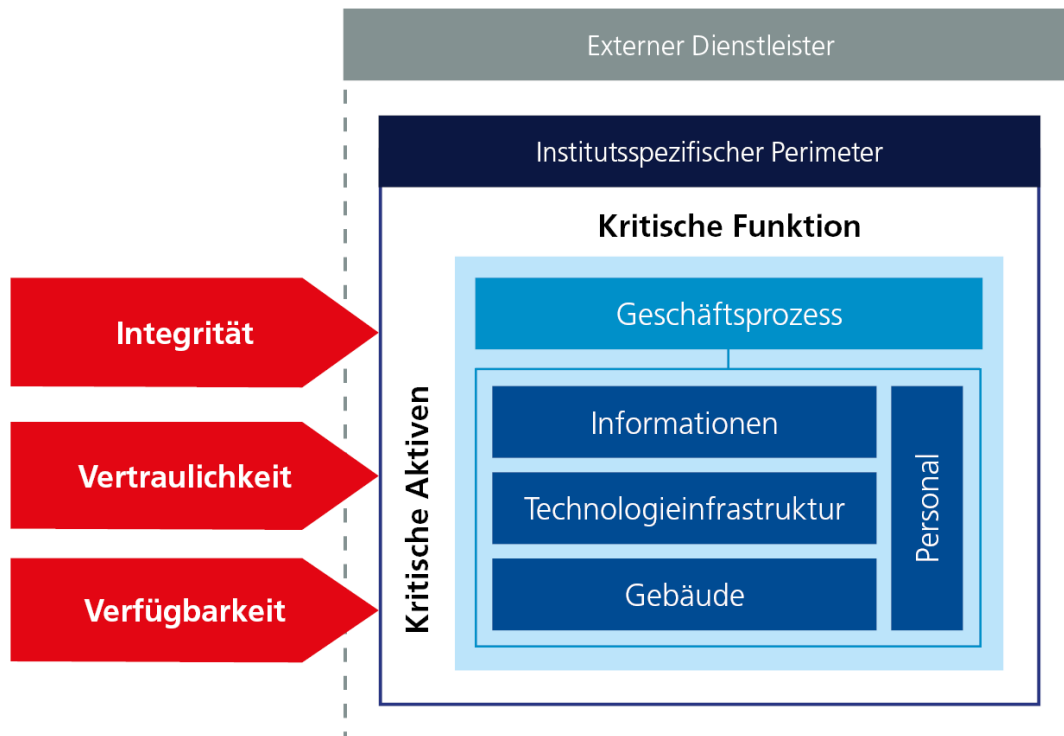 Externer Dienstleister
Institutsspezifischer Perimeter
Kritische Funktion
Geschäftsprozess
Integrität
Vertraulichkeit
Verfügbarkeit
Kritische Aktiven
Informationen
Technologieinfrastruktur
Gebäude
Personal